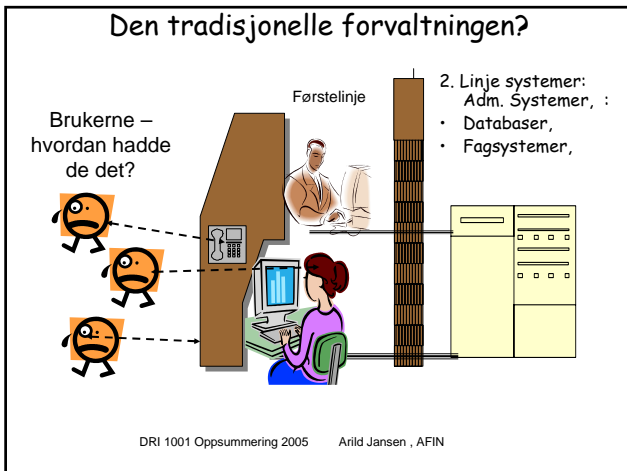 Den tradisjonelle forvaltningen?
Brukerne –
hvordan hadde
de det?
Førstelinje
2. Linje systemer:
Adm. Systemer, :
• Databaser,
• Fagsystemer,
DRI 1001 Oppsummering 2005 Arild Jansen , AFIN